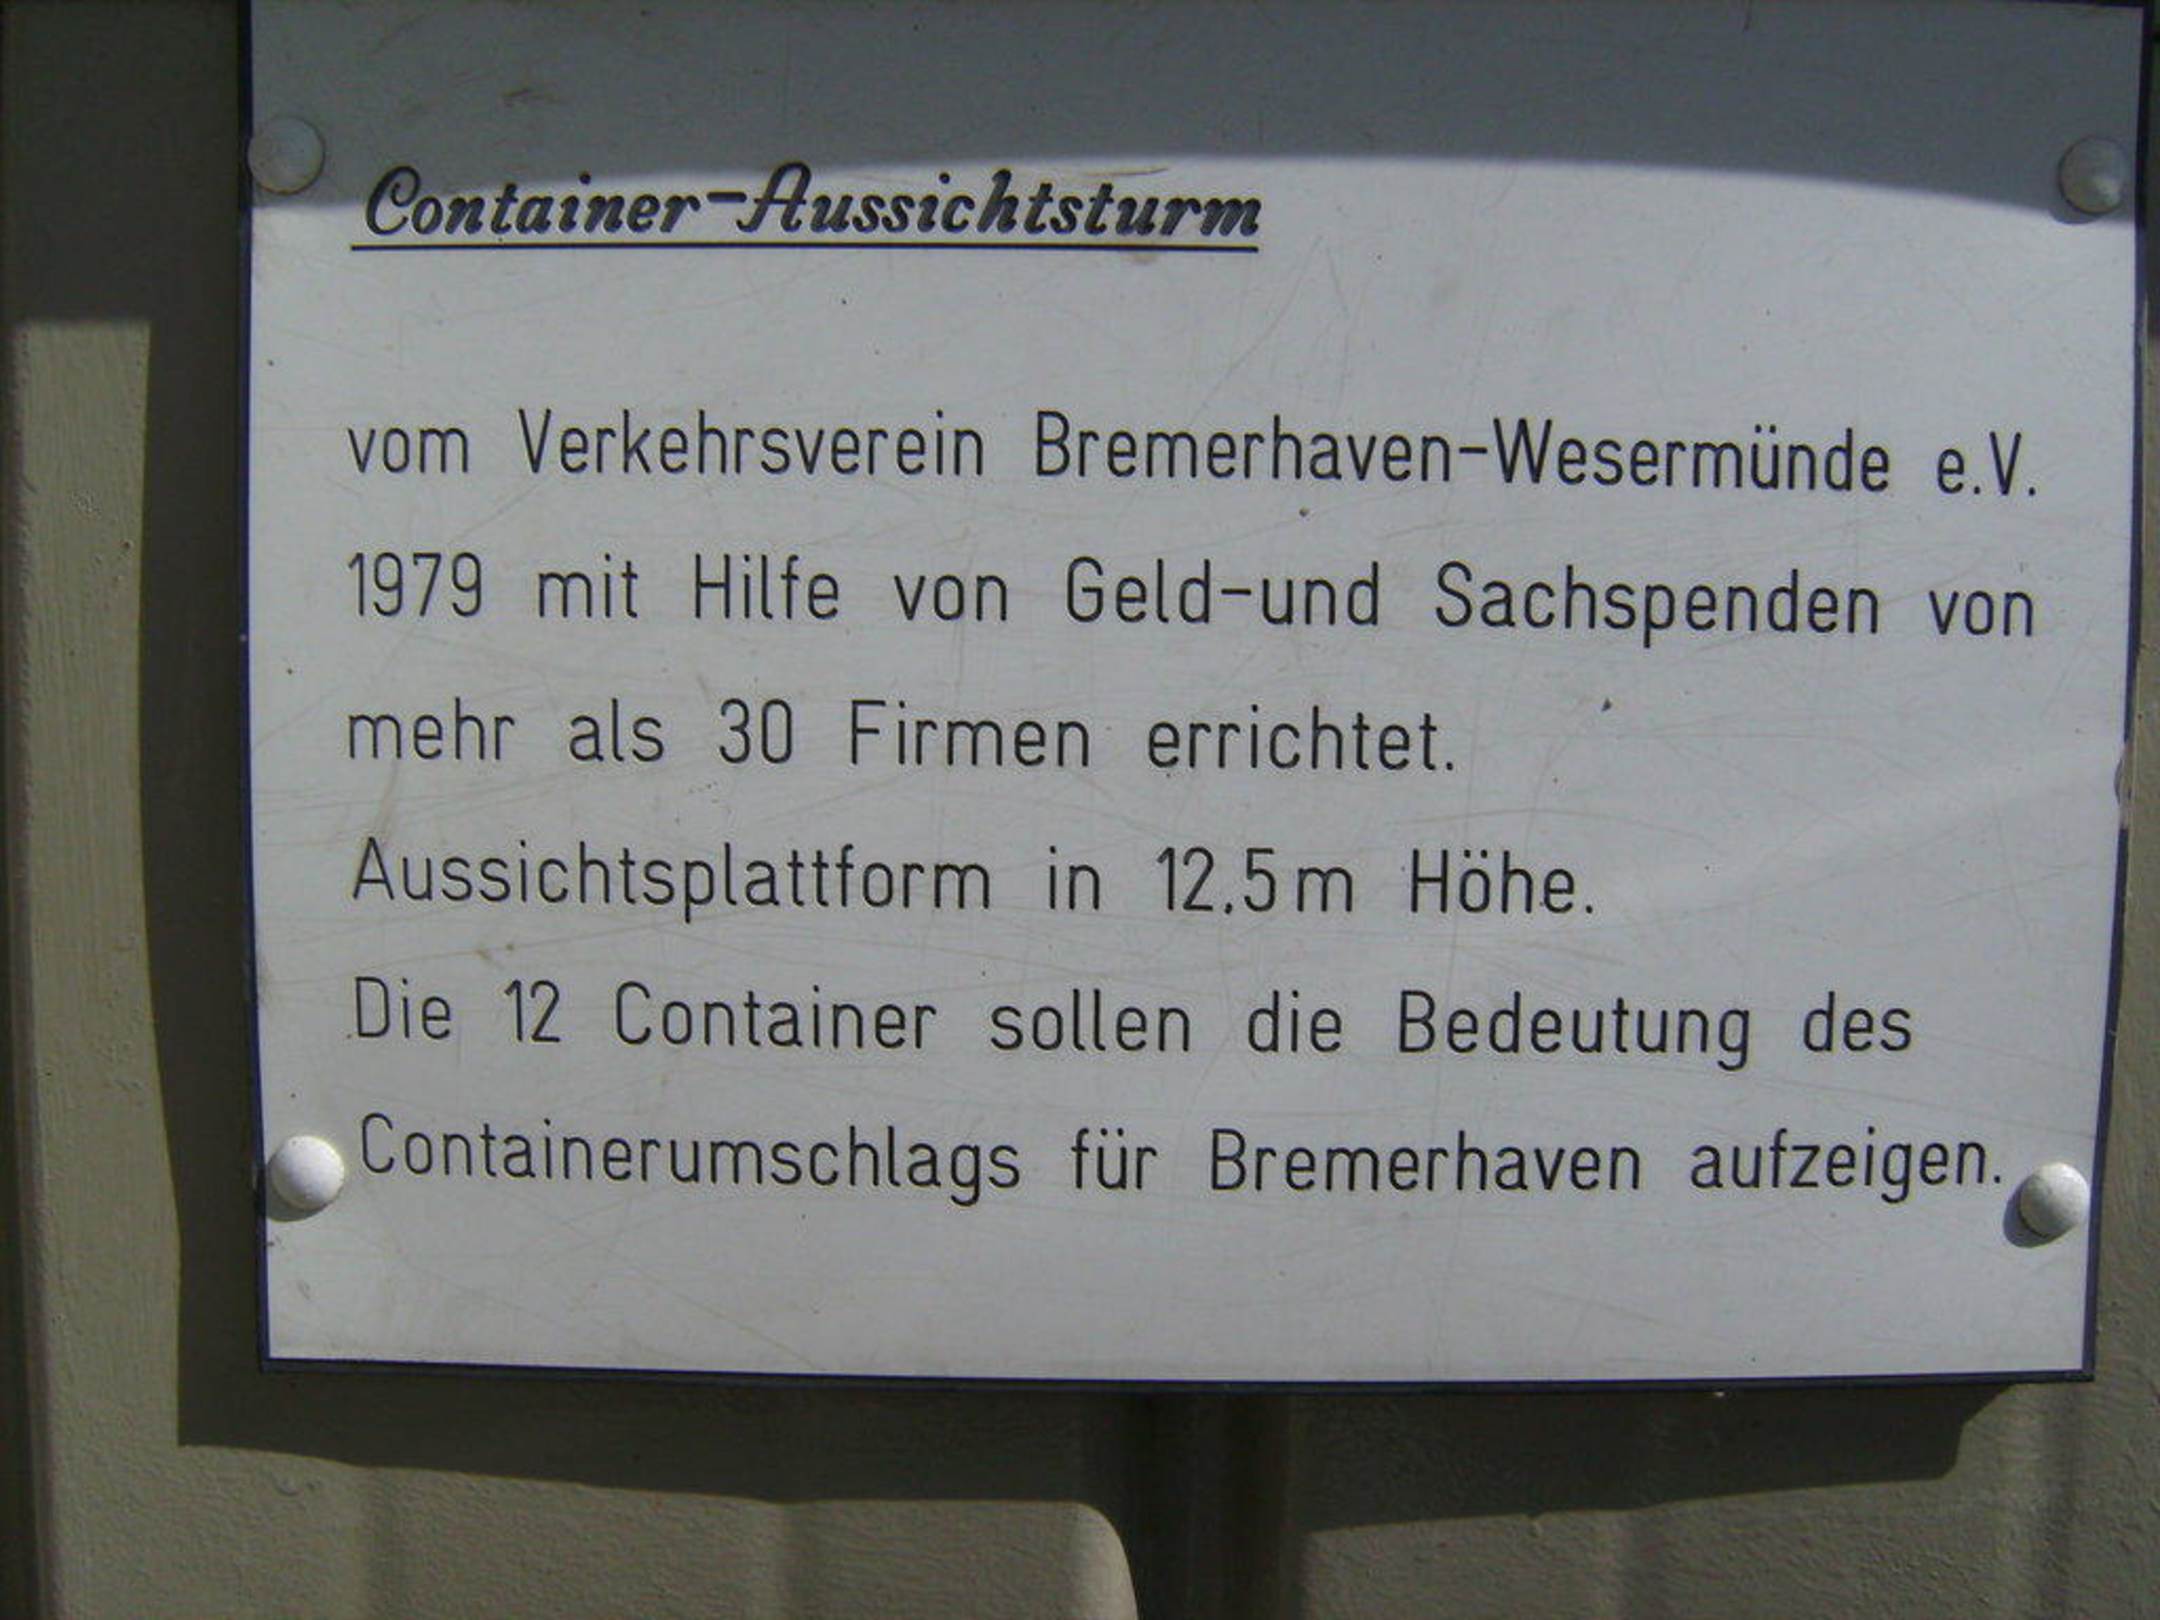 Container-Aussichtsturm
vom Verkehrsverein Bremerhaven-Wesermünde e.V.
1979 mit Hilfe von Geld-und Sachspenden von
mehr als 30 Firmen errichtet.
Aussichtsplattform in 12.5m Höhe.
Die 12 Container sollen die Bedeutung des
Containerumschlags für Bremerhaven aufzeigen.